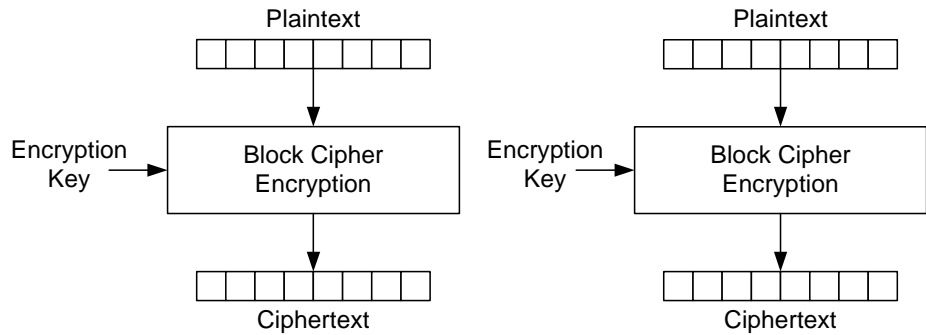 Plaintext
Encryption
Key
Block Cipher
Encryption
Ciphertext
Plaintext
Encryption
Key
Block Cipher
Encryption
Ciphertext